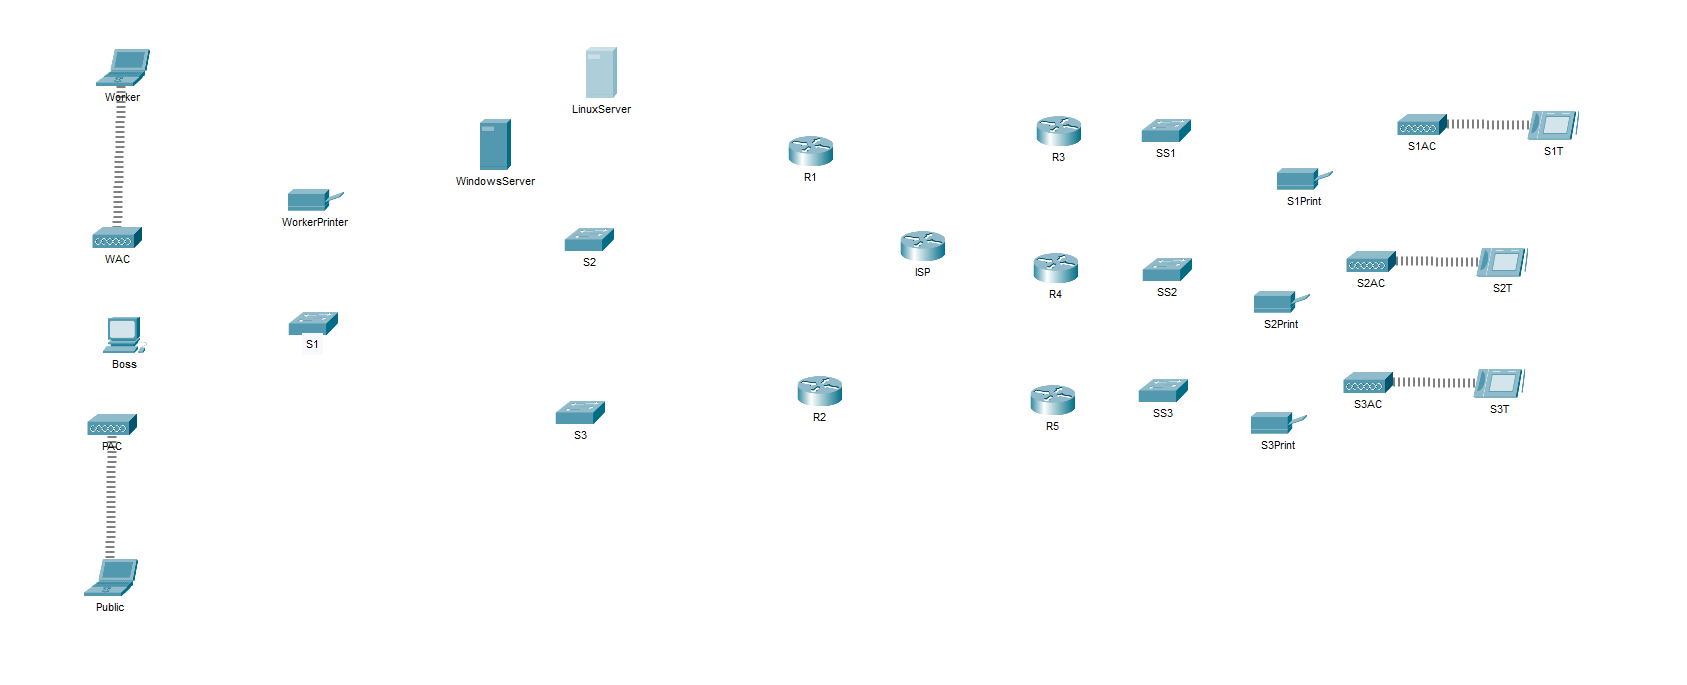 Worker
LinuxServer
WindowsServer
WorkerPrinter
WAC
S2
R1
R3
SS1
S1AC
S1T
S1Print
ISP
R4
SS2
S2AC
S2T
S2Print
Boss
S1
PAC
S3
R2
R5
SS3
S3AC
S3T
S3Print
Public